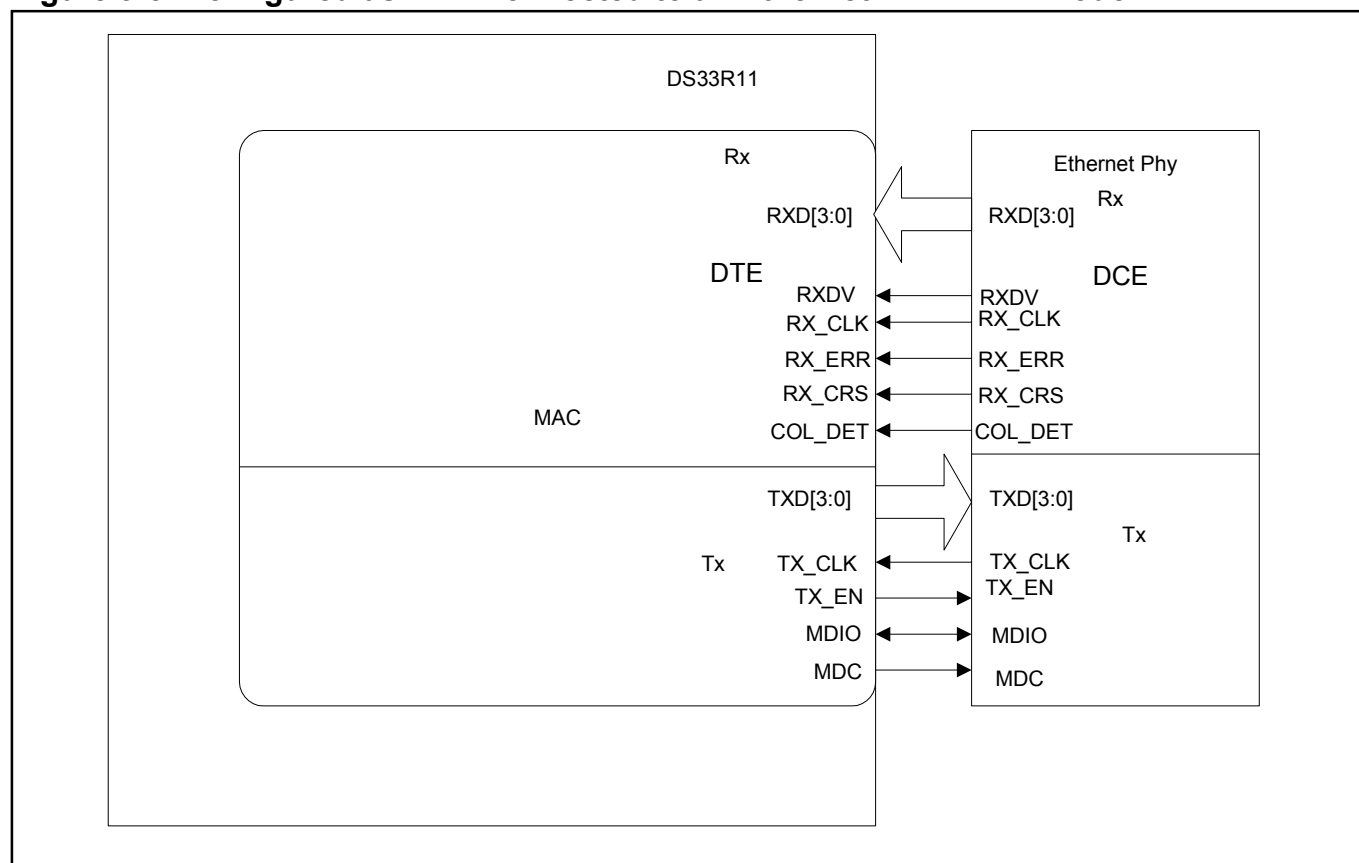 DS33R11
Rx
Ethernet Phy
Rx
RXD[3:0]
RXD[3:0]
DTE
DCE
RXDV
RXDV
RX_CLK
RX_CLK
RX_ERR
RX_ERR
RX_CRS
RX_CRS
MAC
COL_DET
COL_DET
TXD[3:0]
TXD[3:0]
Tx
Tx
TX_CLK
TX_CLK
TX_EN
TX_EN
MDIO
MDIO
MDC
MDC